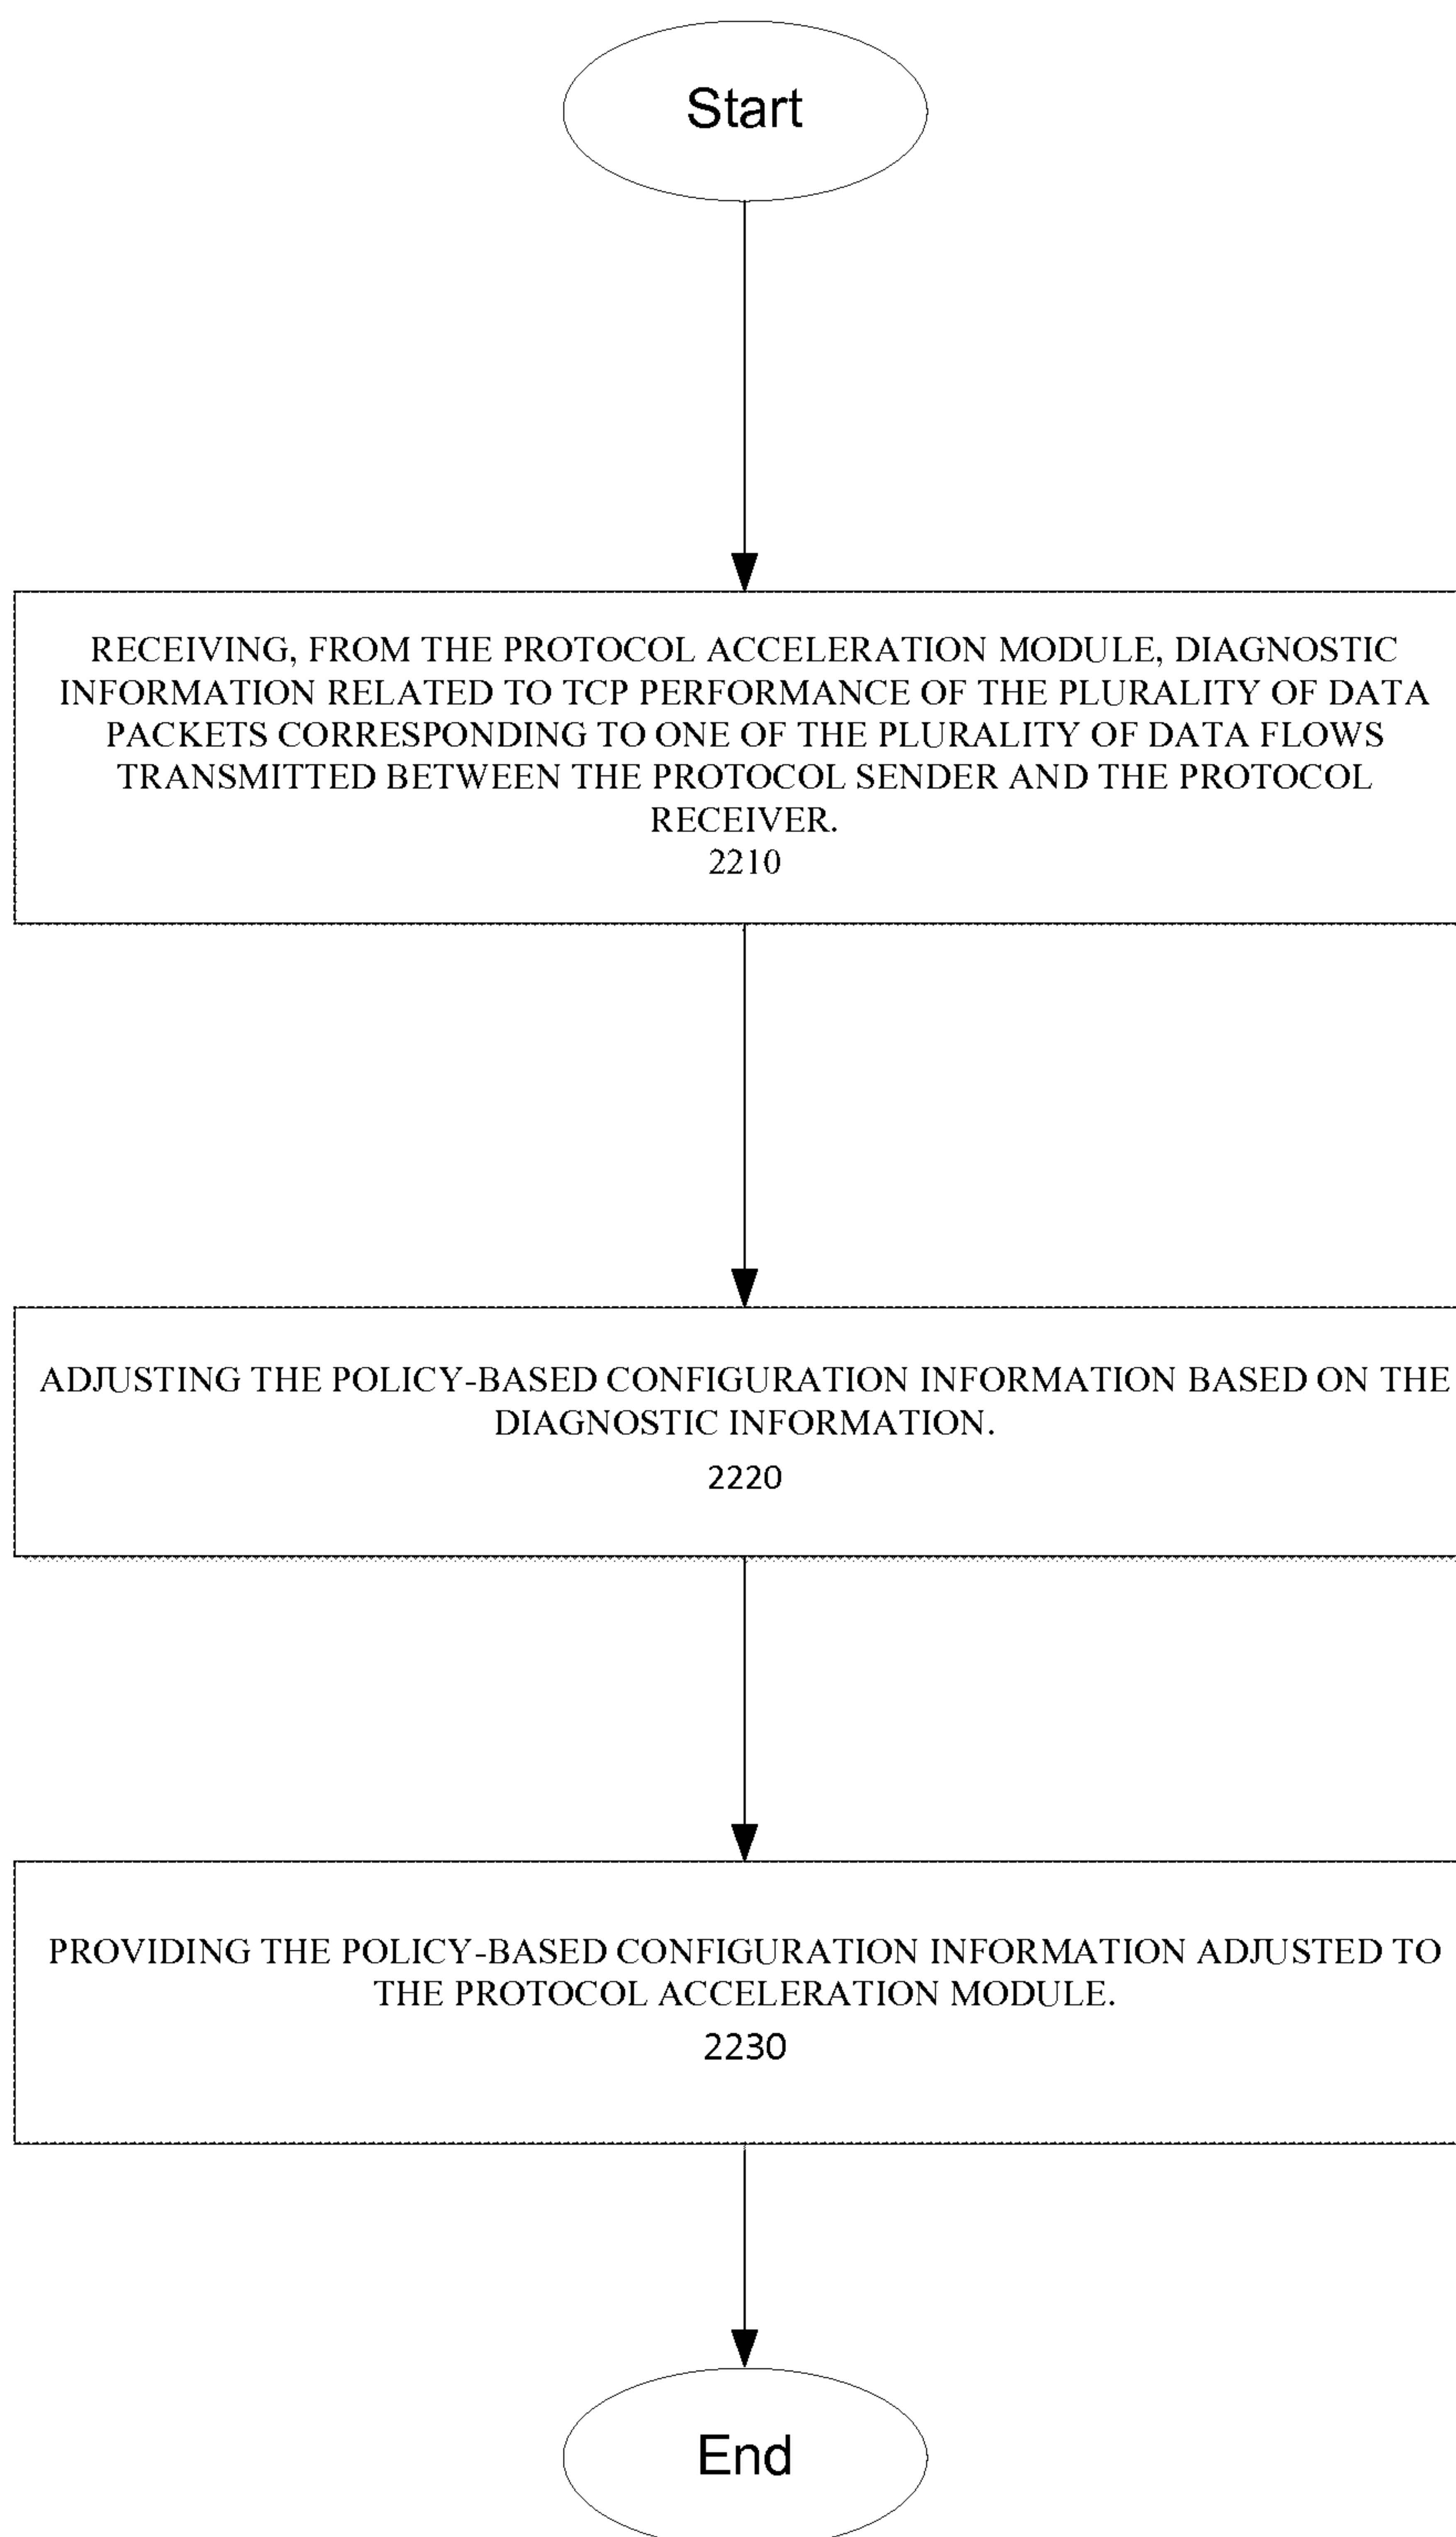 Start
RECEIVING, FROM THE PROTOCOL ACCELERATION MODULE, DIAGNOSTIC
INFORMATION RELATED TO TCP PERFORMANCE OF THE PLURALITY OF DATA
PACKETS CORRESPONDING TO ONE OF THE PLURALITY OF DATA FLOWS
TRANSMITTED BETWEEN THE PROTOCOL SENDER AND THE PROTOCOL
RECEIVER.
2210
ADJUSTING THE POLICY-BASED CONFIGURATION INFORMATION BASED ON THE
DIAGNOSTIC INFORMATION.
2220
PROVIDING THE POLICY-BASED CONFIGURATION INFORMATION ADJUSTED TO
THE PROTOCOL ACCELERATION MODULE.
2230
End